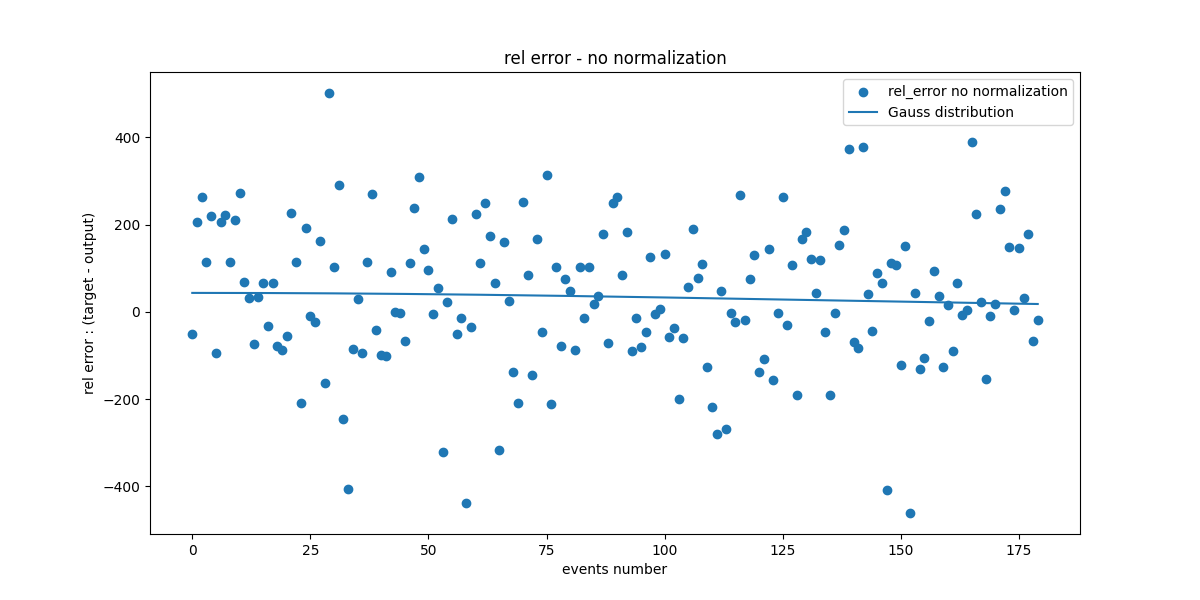 rel error - no normalization
rel_error no normalization
Gauss distribution
rel error : (target - output)
400
200
0
−200
−400
0 25 50 75 100 125 150 175
events number